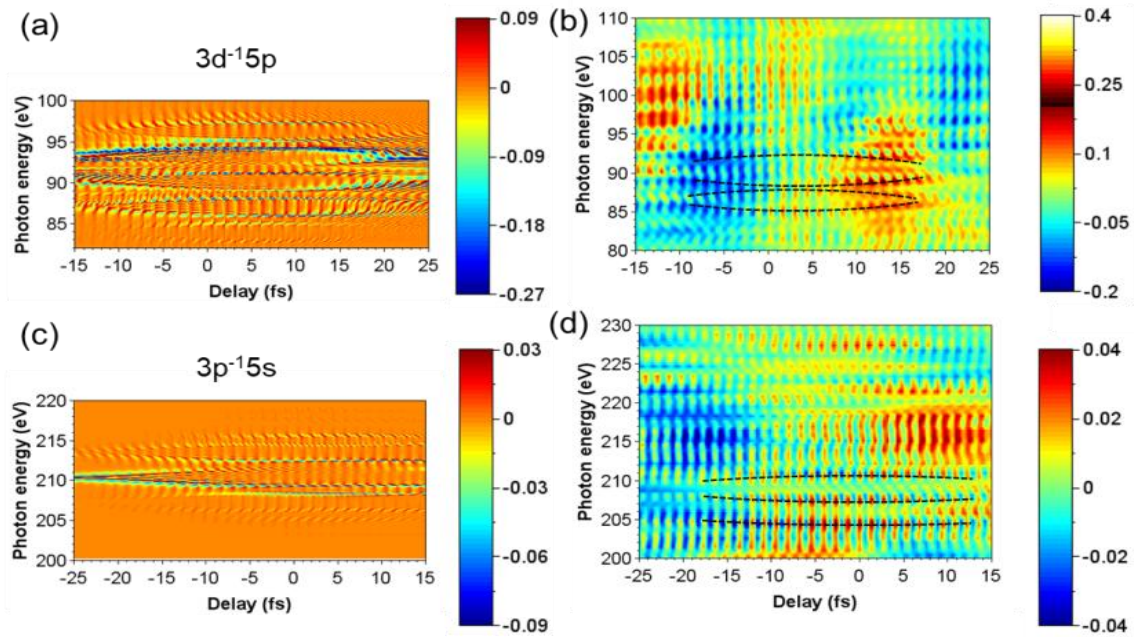 (a)
3d-15p
Photon energy (eV)
100
95
90
85
-15 -10 -5 0 5 10 15 20 25
Delay (fs)
0.09
0
-0.09
-0.18
-0.27
(b)
Photon energy (eV)
110
105
100
95
90
85
80
-15 -10 -5 0 5 10 15 20 25
Delay (fs)
0.4
0.25
0.1
-0.05
-0.2
(c)
3p-15s
Photon energy (eV)
220
215
210
205
200
-25 -20 -15 -10 -5 0 5 10 15
Delay (fs)
0.03
0
-0.03
-0.06
-0.09
(d)
Photon energy (eV)
230
225
220
215
210
205
200
-25 -20 -15 -10 -5 0 5 10 15
Delay (fs)
0.04
0.02
0
-0.02
-0.04